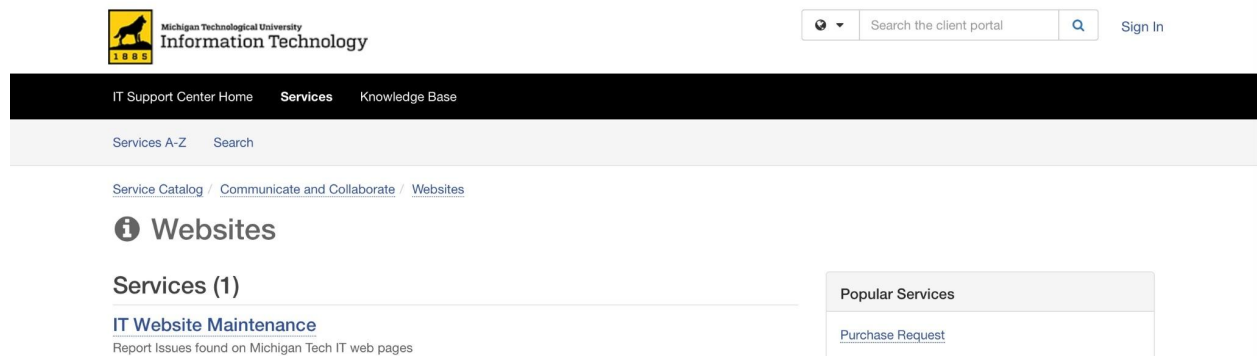 Michigan Technological University
Information Technology
1885
Search the client portal
Sign In
IT Support Center Home Services Knowledge Base
Services A-Z Search
Service Catalog / Communicate and Collaborate / Websites
Websites
Services (1)
IT Website Maintenance
Report Issues found on Michigan Tech IT web pages
Popular Services
Purchase Request